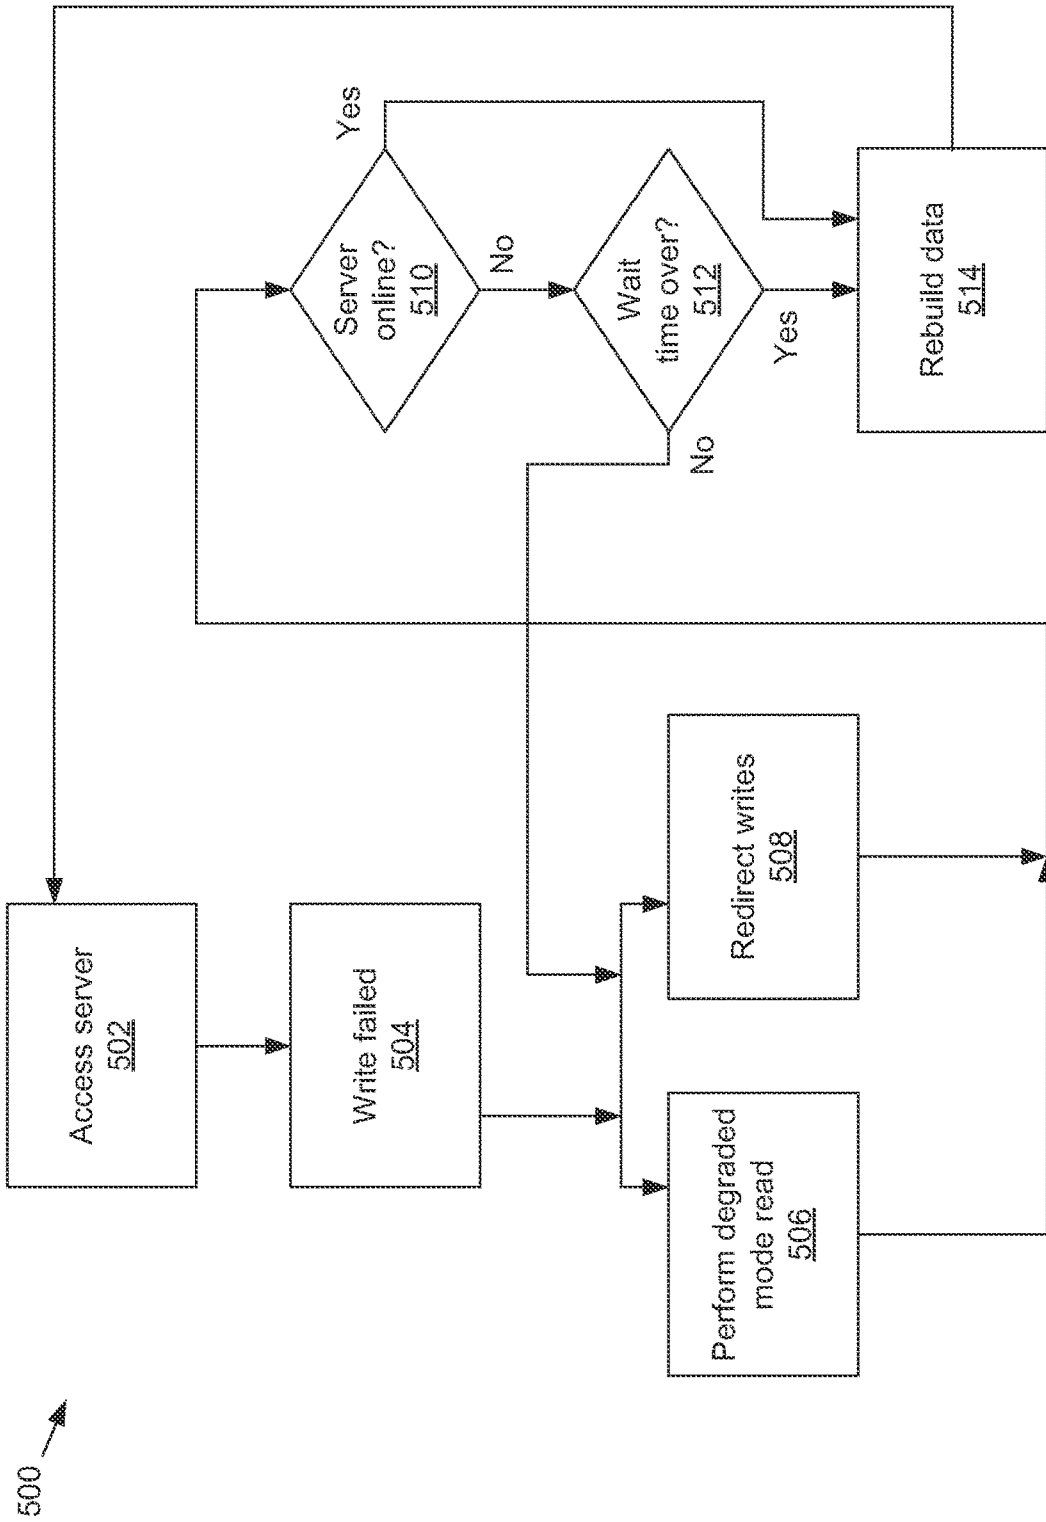 500
Access server
502
Write failed
504
Perform degraded
mode read
506
Redirect writes
508
Server
online?
510
Yes
No
Wait
time over?
512
No
Yes
Rebuild data
514